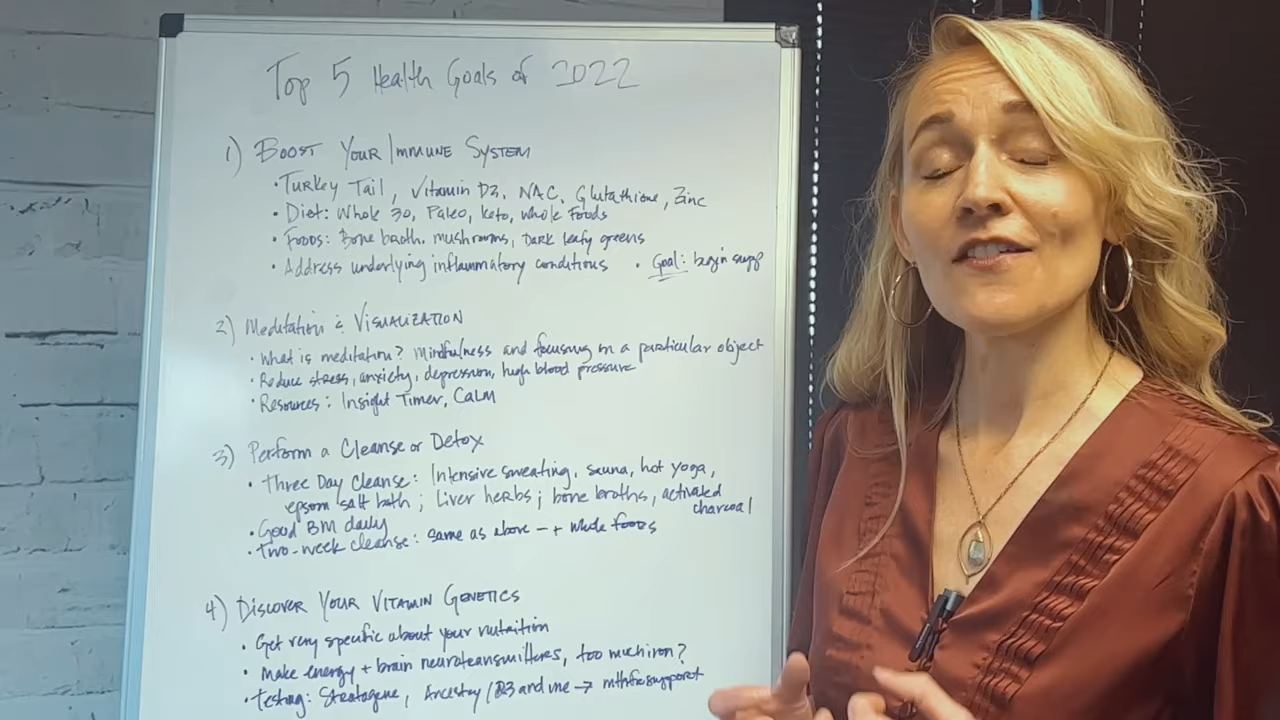 Top 5 Health Goals of 2022
1) Boost Your Immune System
• Turkey Tail, Vitamin D3, NAC, Glutathione, Zinc
• Diet: Whole 30, Paleo, Keto, Whole Foods
• Foods: Bone broth, mushrooms, Dark leafy greens
• Address underlying inflammatory conditions • Goal: begin supp
2) Meditation & Visualization
• What is meditation? Mindfulness and focusing on a particular object
• Reduce stress, anxiety, depression, high blood pressure
• Resources: Insight Timer, Calm
3) Perform a Cleanse or Detox
• Three Day Cleanse: Intensive sweating, sauna, hot yoga,
epsom salt bath; Liver herbs; bone broths, activated
charcoal
• Good BM daily
• Two-week cleanse: same as above - + whole foods
4) Discover Your Vitamin Genetics
• Get very specific about your nutrition
• Make energy + brain neurotransmitters, too much iron?
• Testing: Stratagene, Ancestry/23 and me → mthfrsupport